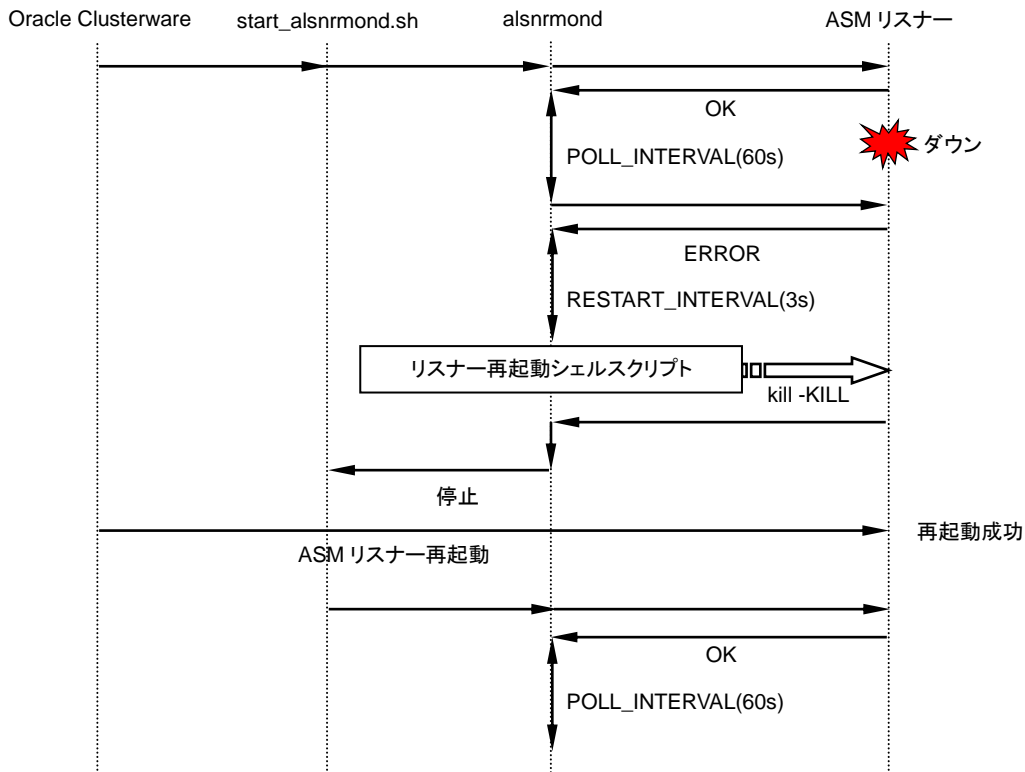 Oracle Clusterware start_alsnrmond.sh alsnrmond ASM リスナー
OK
ダウン
POLL_INTERVAL(60s)
ERROR
RESTART_INTERVAL(3s)
リスナー再起動シェルスクリプト
kill -KILL
停止
再起動成功
ASM リスナー再起動
OK
POLL_INTERVAL(60s)